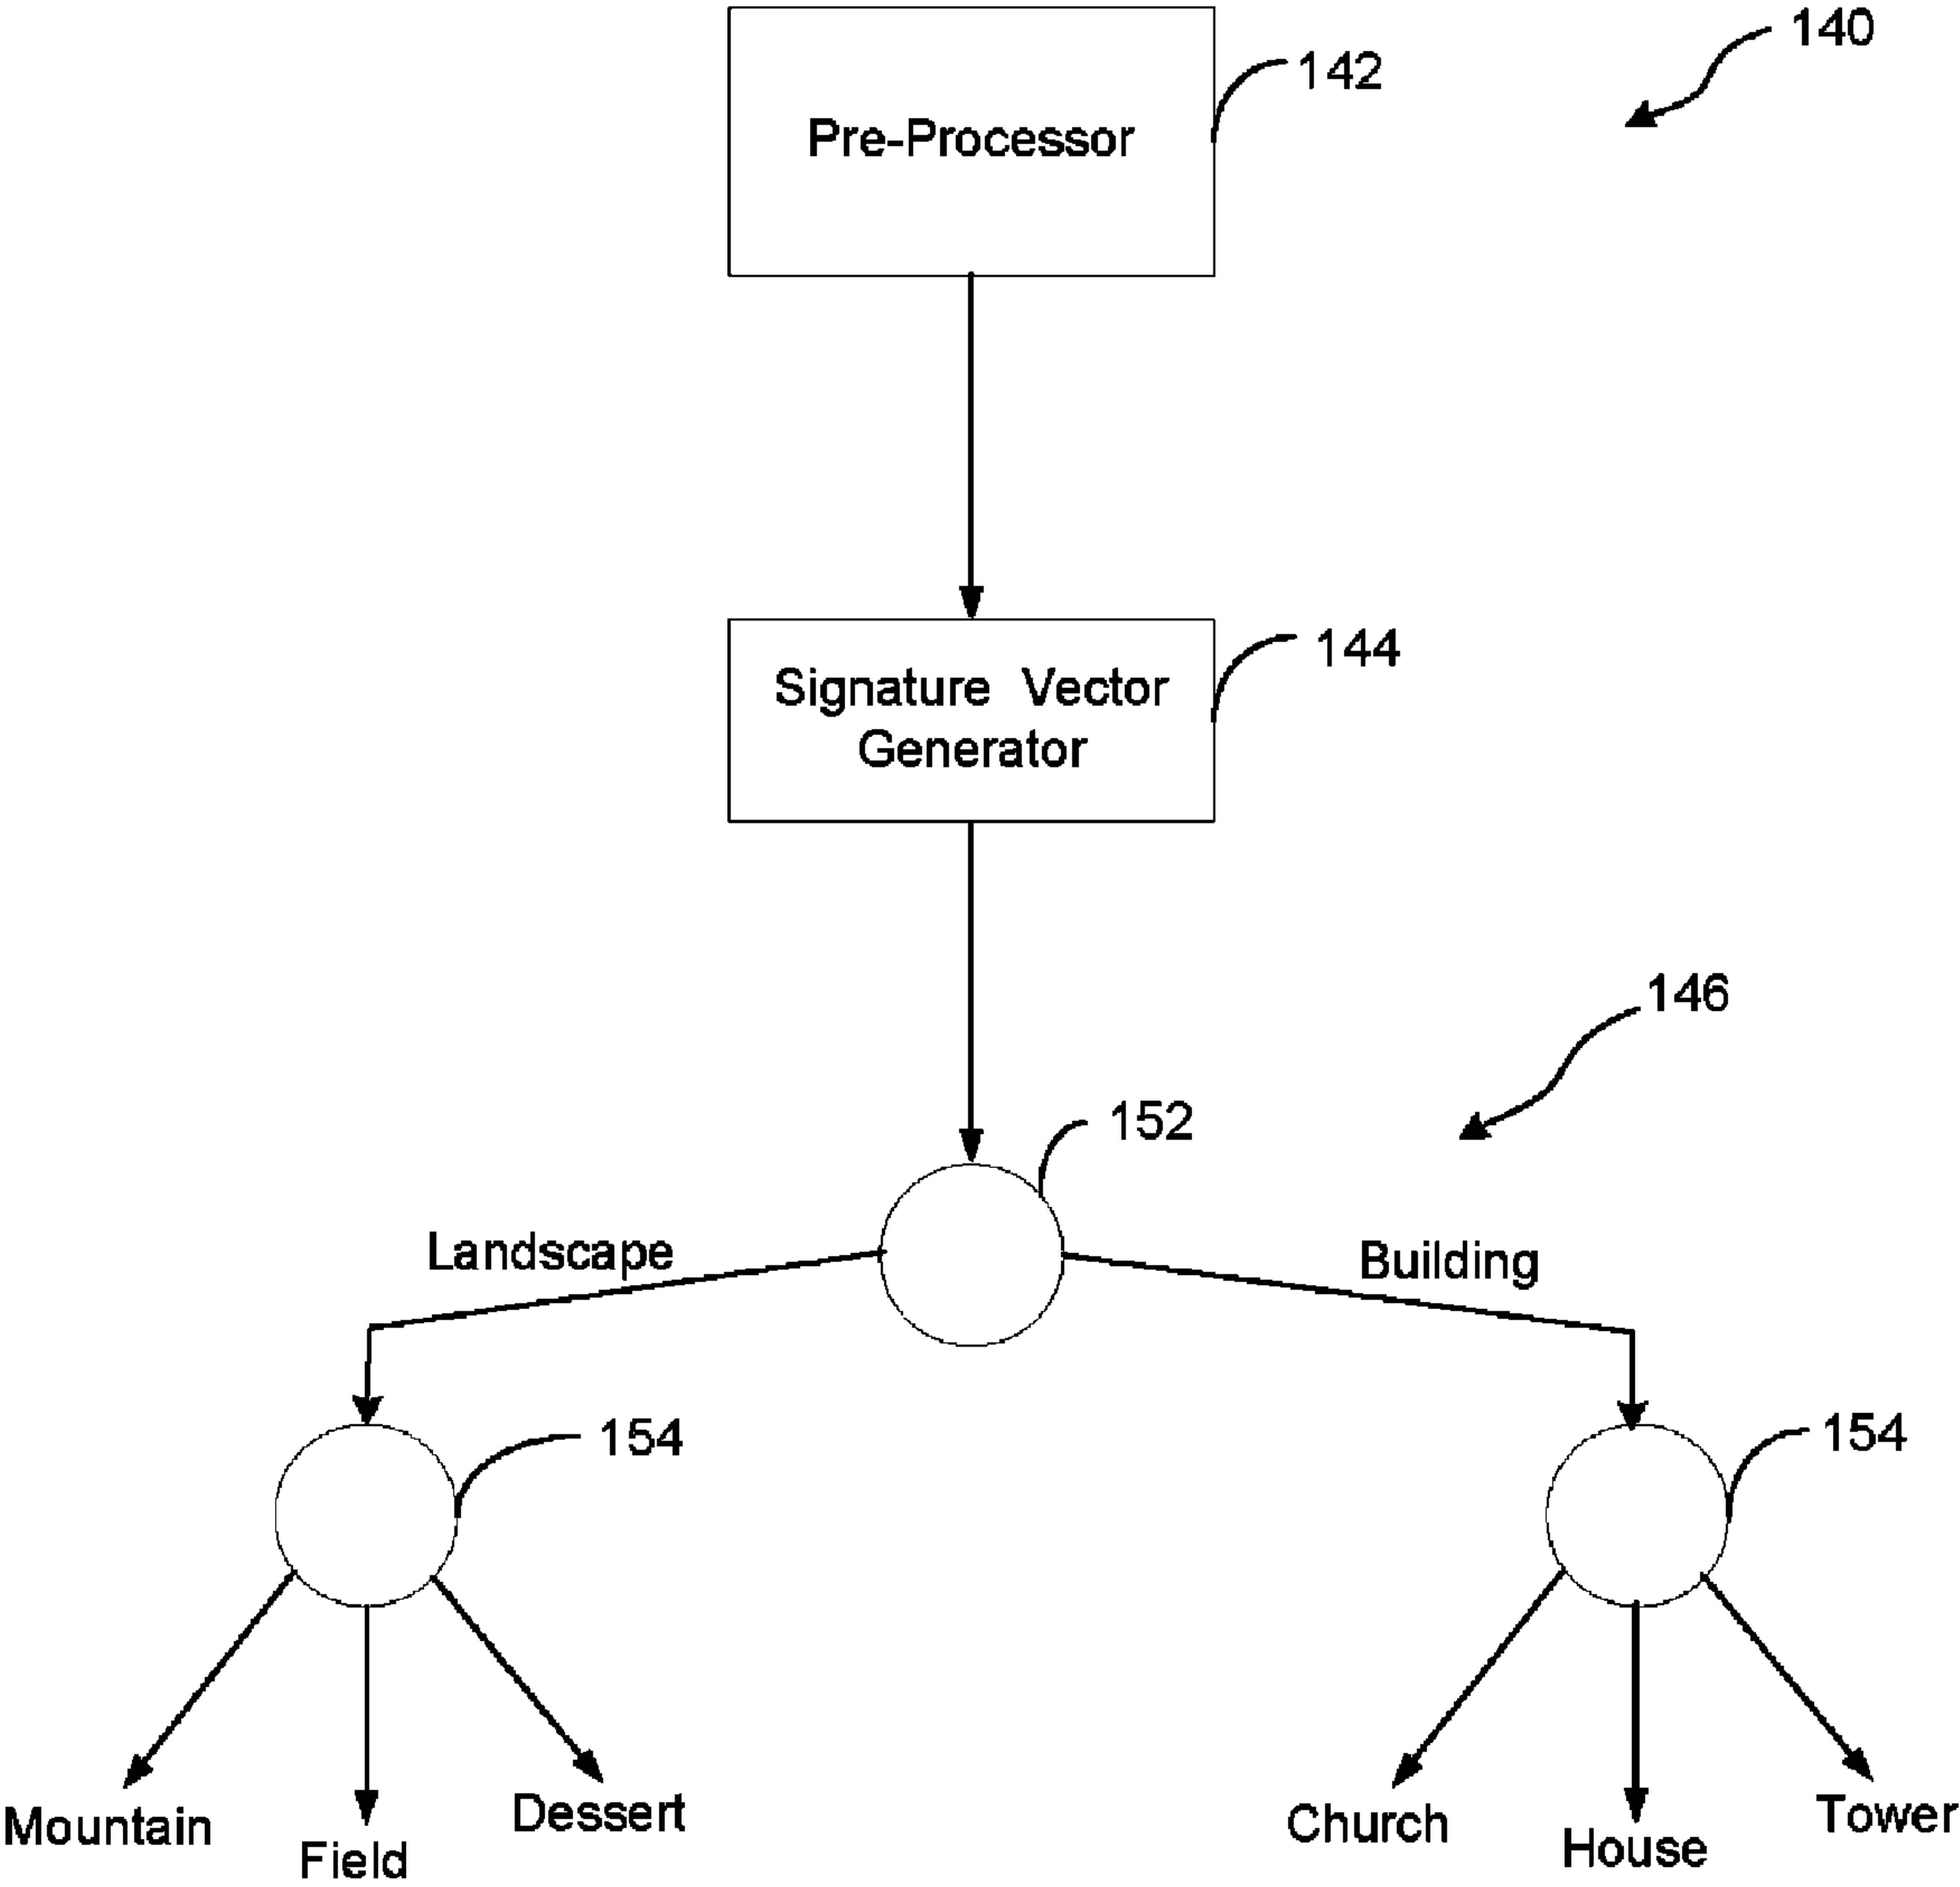 140
142
Pre-Processor
144
Signature Vector
Generator
146
152
Landscape
Building
154
154
Mountain
Field
Dessert
Church
House
Tower